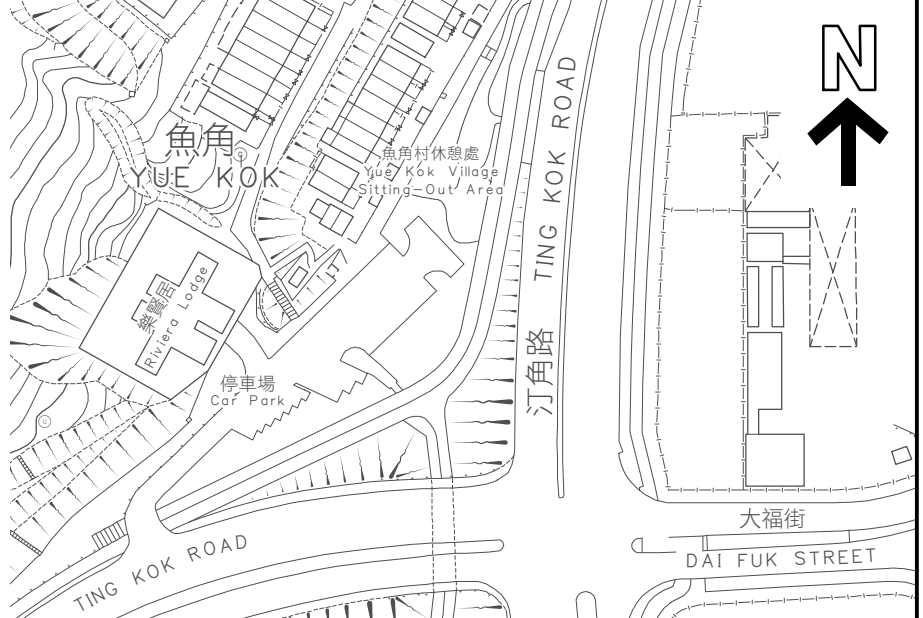 N
魚角
YUE KOK
魚角村休憩處
Yue Kok Village
Sitting-Out Area
TING KOK ROAD
汀角路
樂賢居
Riviera Lodge
停車場
Car Park
U
大福街
DAI FUK STREET
TING KOK ROAD